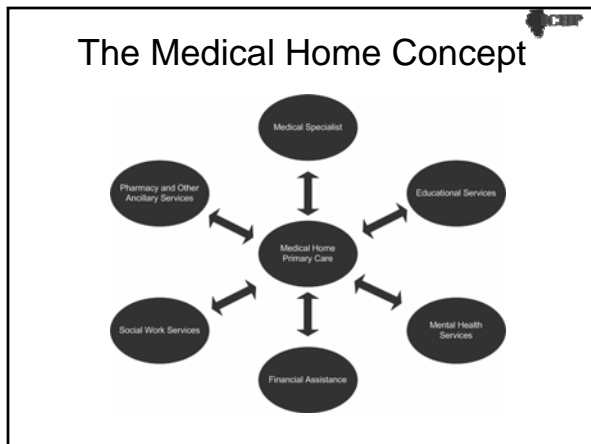 CHIP
The Medical Home Concept
Medical Specialist
Pharmacy and Other
Ancillary Services
Educational Services
Medical Home
Primary Care
Social Work Services
Mental Health
Services
Financial Assistance